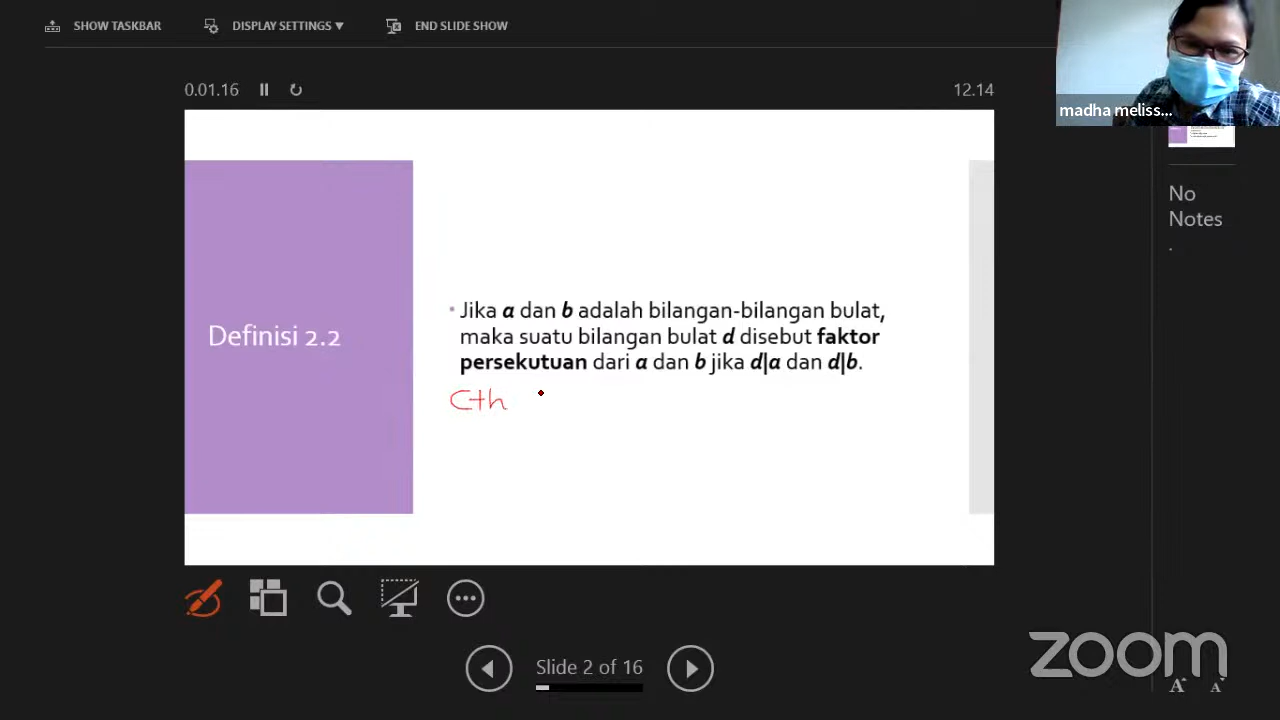 SHOW TASKBAR DISPLAY SETTINGS ▼ END SLIDE SHOW
0.01.16 12.14
madha meliss...
No
Notes
.
Definisi 2.2
• Jika a dan b adalah bilangan-bilangan bulat,
maka suatu bilangan bulat d disebut faktor
persekutuan dari a dan b jika d|a dan d|b.
Cth
Slide 2 of 16
zoom
A A